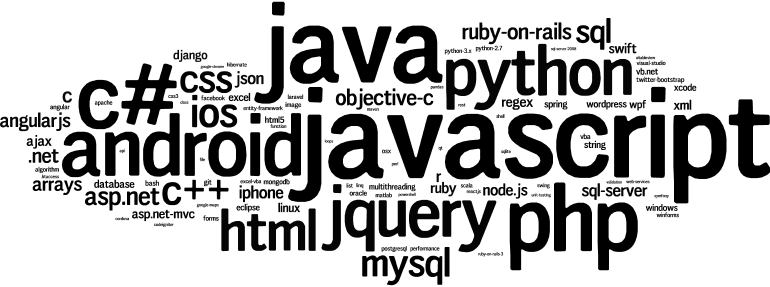 java
ruby-on-rails
sql
python-3.x
python-2.7
sql-server-2008
swift
django
google-chrome
hibernate
css
json
python
vb.net
visual-studio
twitter-bootstrap
xcode
c
c#
css3
facebook
excel
laravel
image
objective-c
pandas
regex
spring
wordpress
wpf
xml
angular
apache
ios
entity-framework
html5
function
angularjs
android
javascript
rest
shell
ajax
.net
algorithm
htaccess
arrays
api
file
loops
osx
perl
qt
sqlite
vba
string
database
bash
git
excel-vba
mongodb
asp.net
c++
iphone
list
linq
multithreading
oracle
matlab
powershell
r
ruby
scala
reactjs
node.js
swing
unit-testing
validation
web-services
sql-server
symfony
google-maps
eclipse
linux
jquery
php
windows
winforms
cordova
asp.net-mvc
codeigniter
forms
html
postgresql
performance
mysql
ruby-on-rails-3